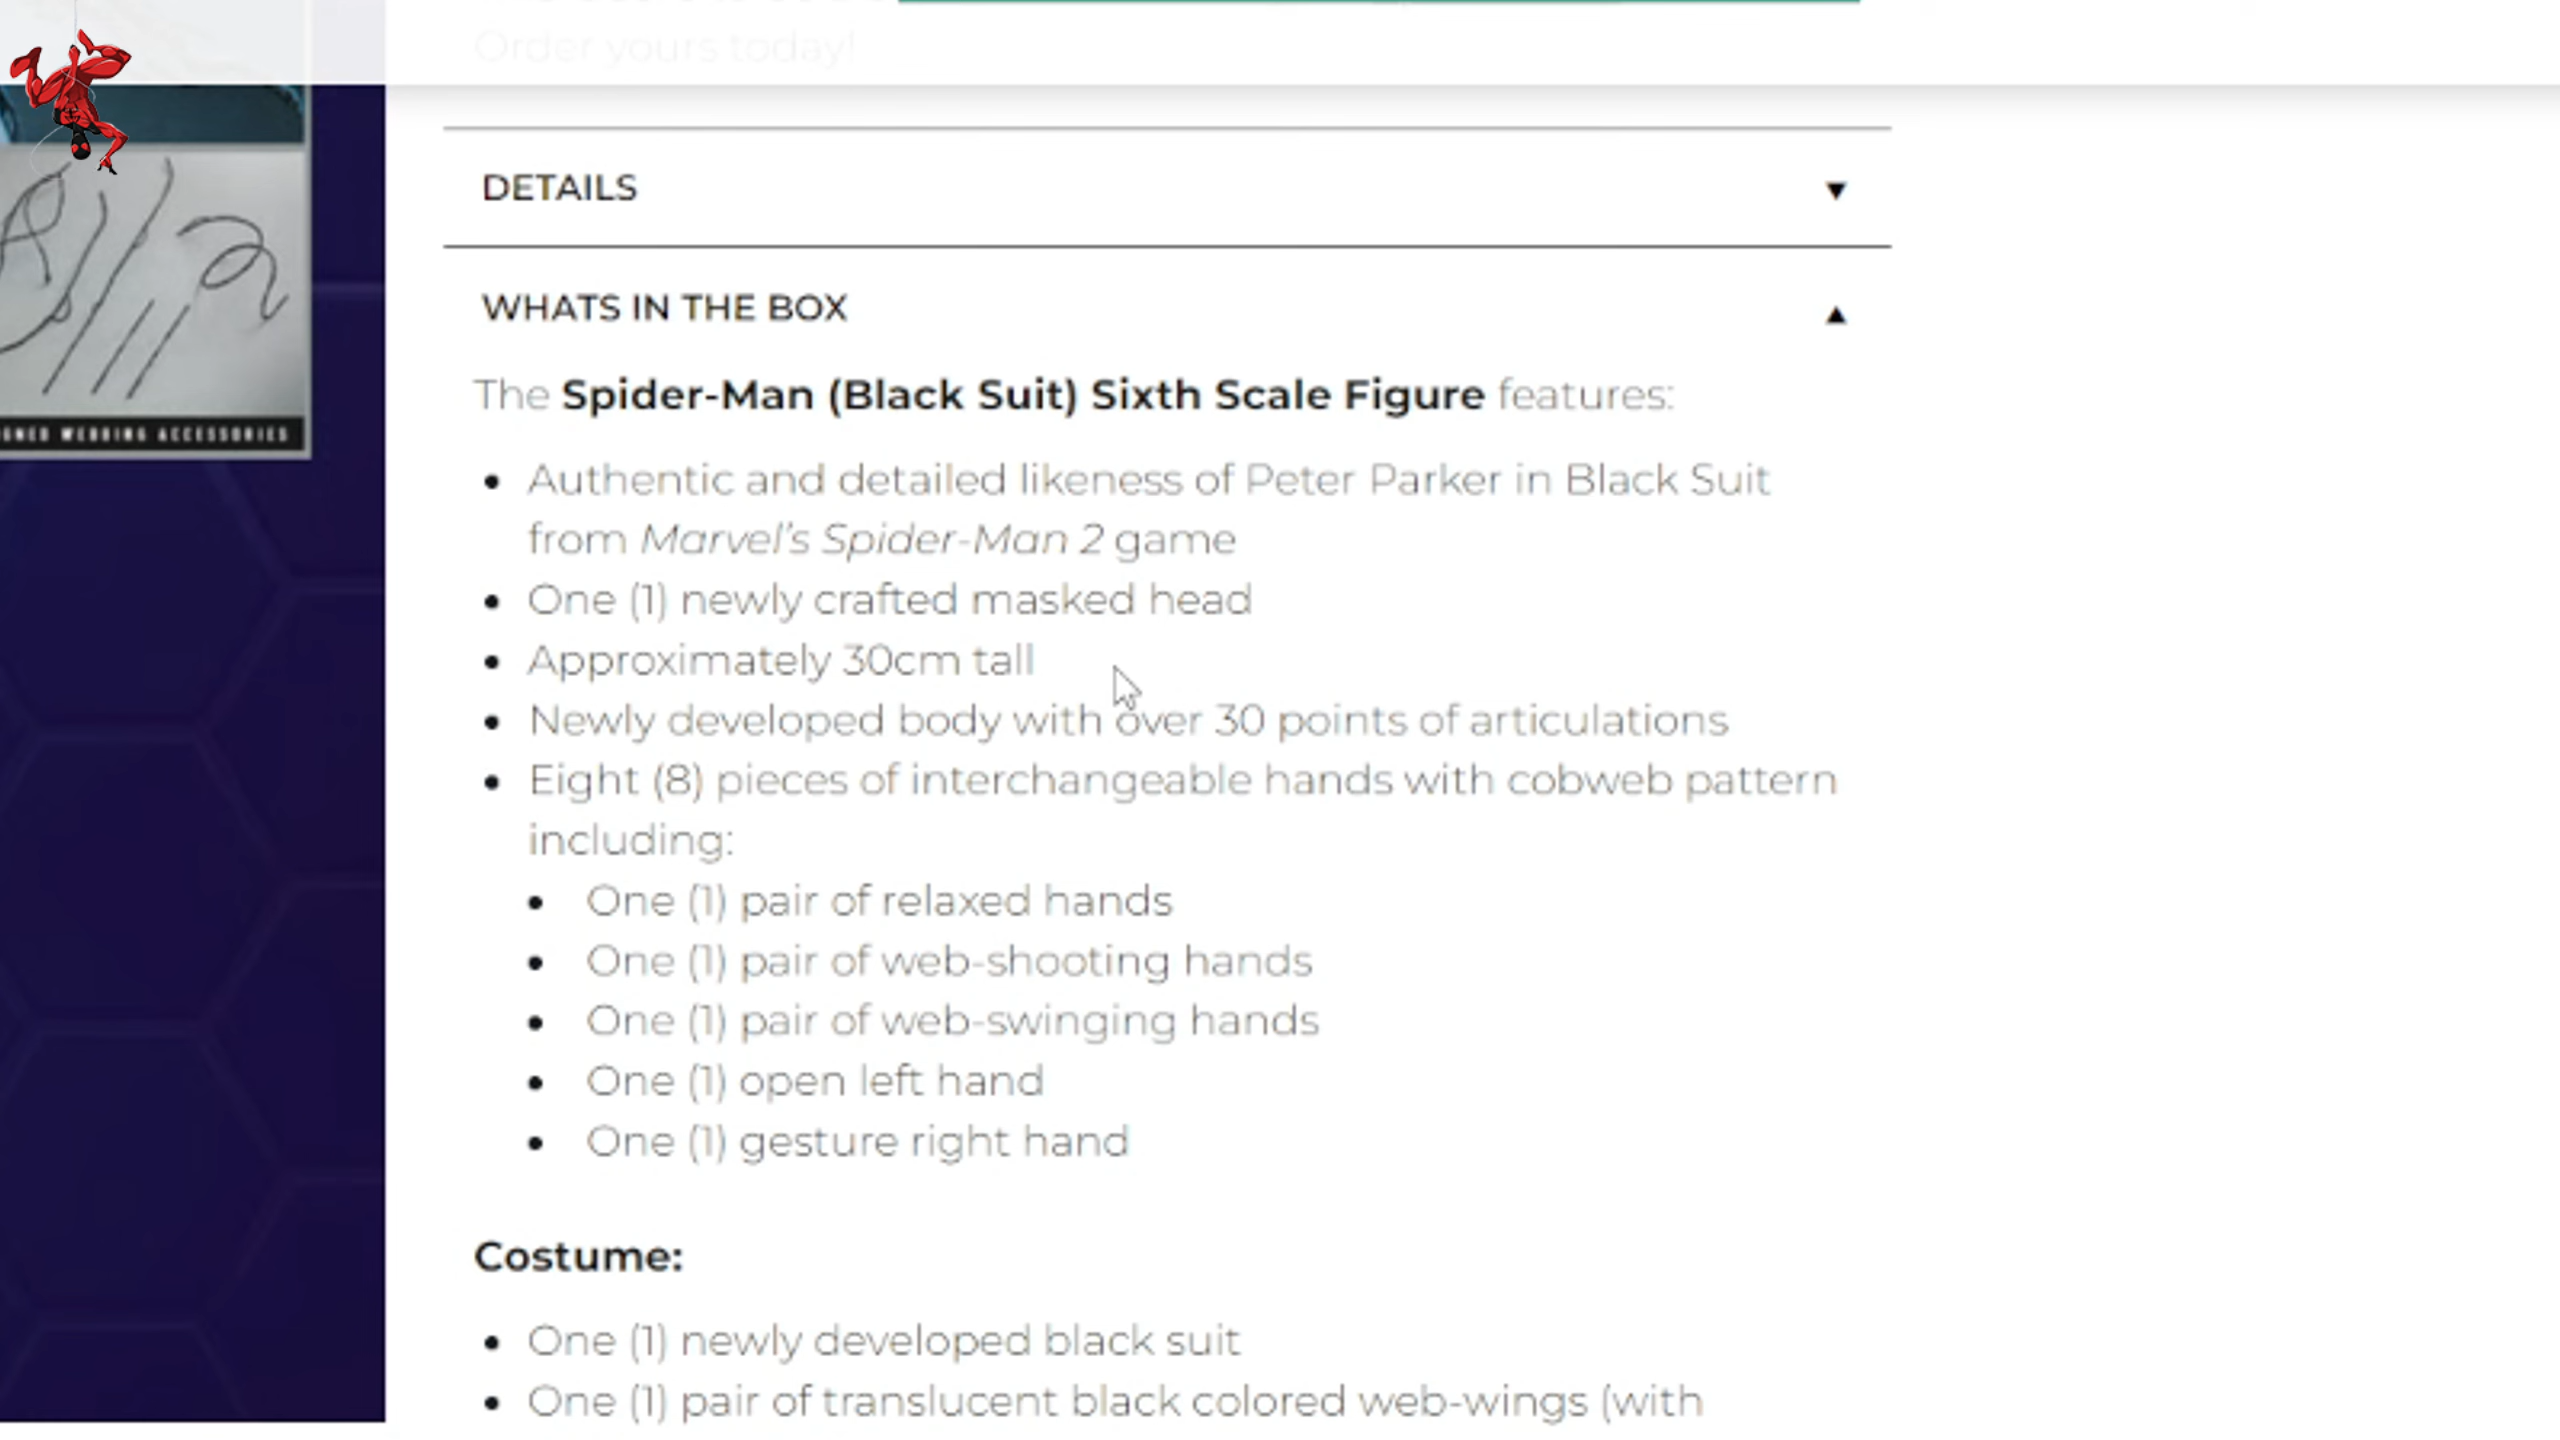 Order yours today!
DETAILS
WHATS IN THE BOX
The Spider-Man (Black Suit) Sixth Scale Figure features:
Authentic and detailed likeness of Peter Parker in Black Suit
from Marvel's Spider-Man 2 game
One (1) newly crafted masked head
Approximately 30cm tall
Newly developed body with over 30 points of articulations
Eight (8) pieces of interchangeable hands with cobweb pattern
including:
One (1) pair of relaxed hands
One (1) pair of web-shooting hands
One (1) pair of web-swinging hands
One (1) open left hand
One (1) gesture right hand
Costume:
One (1) newly developed black suit
One (1) pair of translucent black colored web-wings (with
WEBBING ACCESSORIES